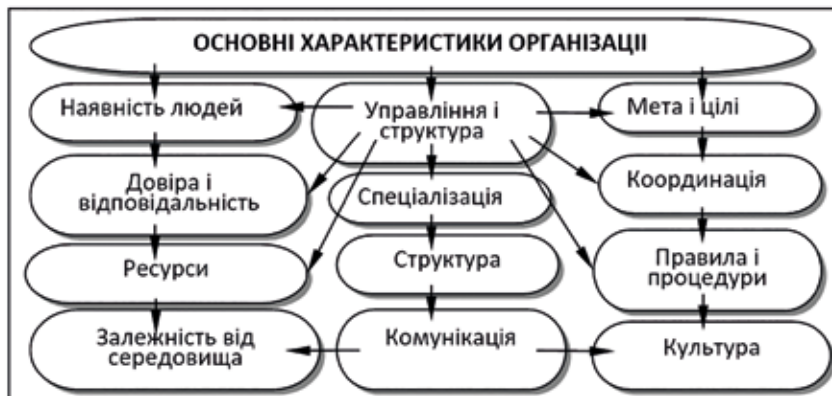 ОСНОВНІ ХАРАКТЕРИСТИКИ ОРГАНІЗАЦІІ
Наявність людей
Управління і
структура
Мета і цілі
Довіра і
відповідальність
Спеціалізація
Координація
Ресурси
Структура
Правила і
процедури
Залежність від
середовища
Комунікація
Культура